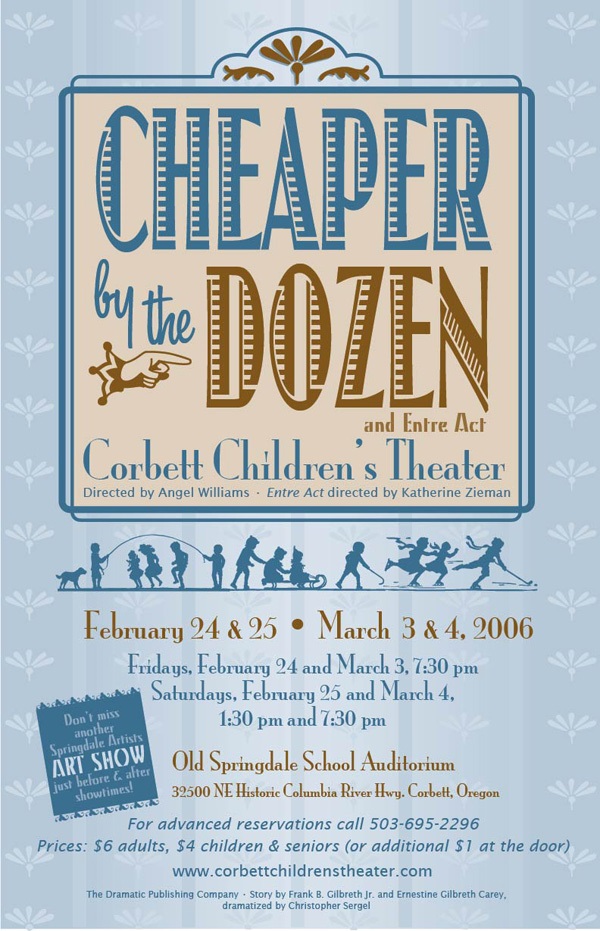 CHEAPER
by the DOZEN
and Entre Act
Corbett Children's Theater
Directed by Angel Williams · Entre Act directed by Katherine Zieman
February 24 & 25 • March 3 & 4, 2006
Fridays, February 24 and March 3, 7:30 pm
Saturdays, February 25 and March 4,
1:30 pm and 7:30 pm
Don't miss
another
Springdale Artists
ART SHOW
just before & after
showtimes!
Old Springdale School Auditorium
32500 NE Historic Columbia River Hwy. Corbett, Oregon
For advanced reservations call 503-695-2296
Prices: $6 adults, $4 children & seniors (or additional $1 at the door)
www.corbettchildrenstheater.com
The Dramatic Publishing Company · Story by Frank B. Gilbreth Jr. and Ernestine Gilbreth Carey,
dramatized by Christopher Sergel